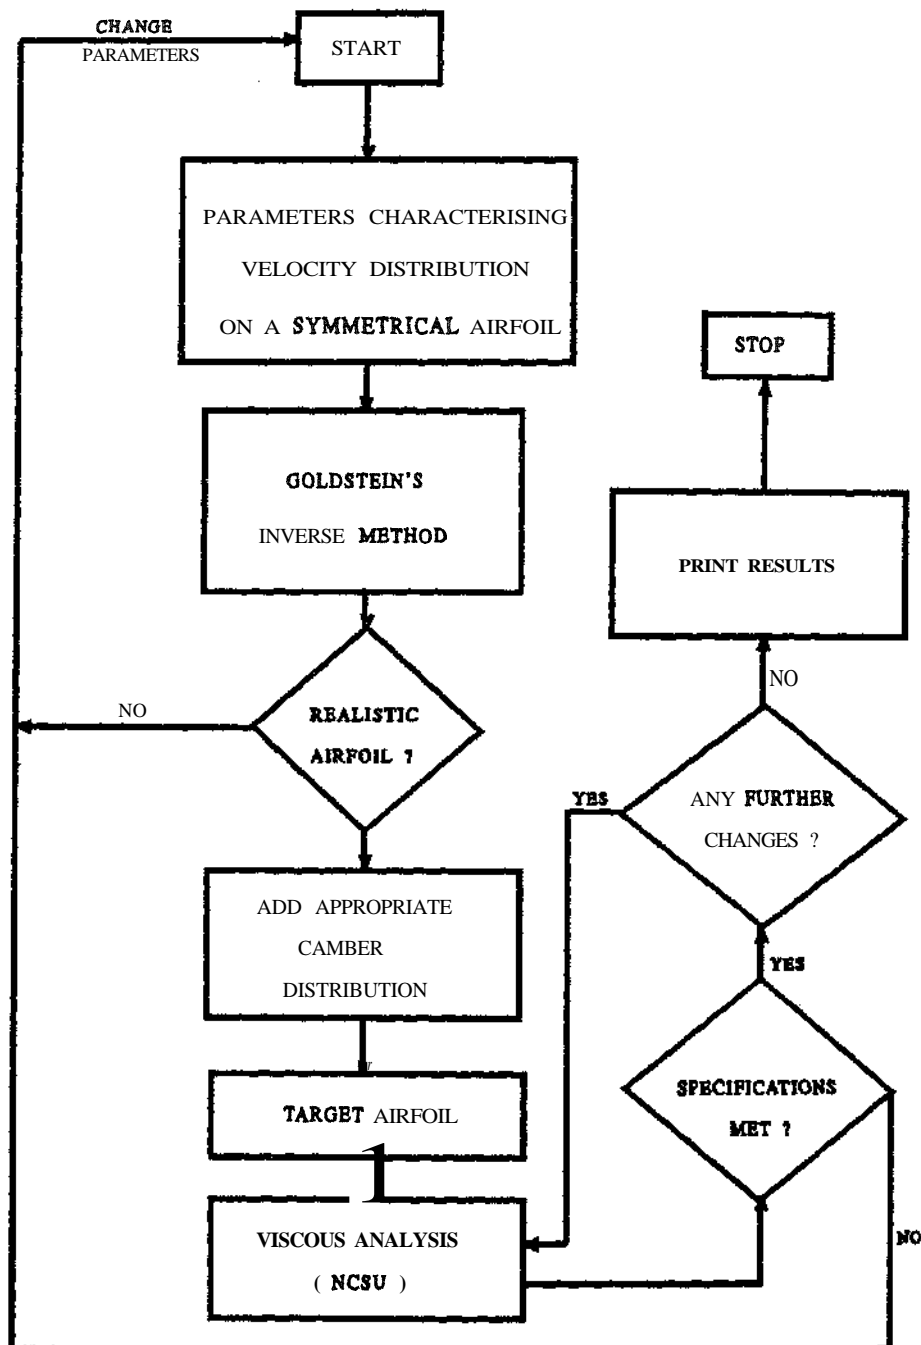 CHANGE
PARAMETERS
START
PARAMETERS CHARACTERISING
VELOCITY DISTRIBUTION
ON A SYMMETRICAL AIRFOIL
GOLDSTEIN'S
INVERSE METHOD
REALISTIC
AIRFOIL ?
NO
ADD APPROPRIATE
CAMBER
DISTRIBUTION
TARGET AIRFOIL
VISCOUS ANALYSIS
( NCSU )
SPECIFICATIONS
MET ?
NO
YES
ANY FURTHER
CHANGES ?
YES
NO
PRINT RESULTS
STOP